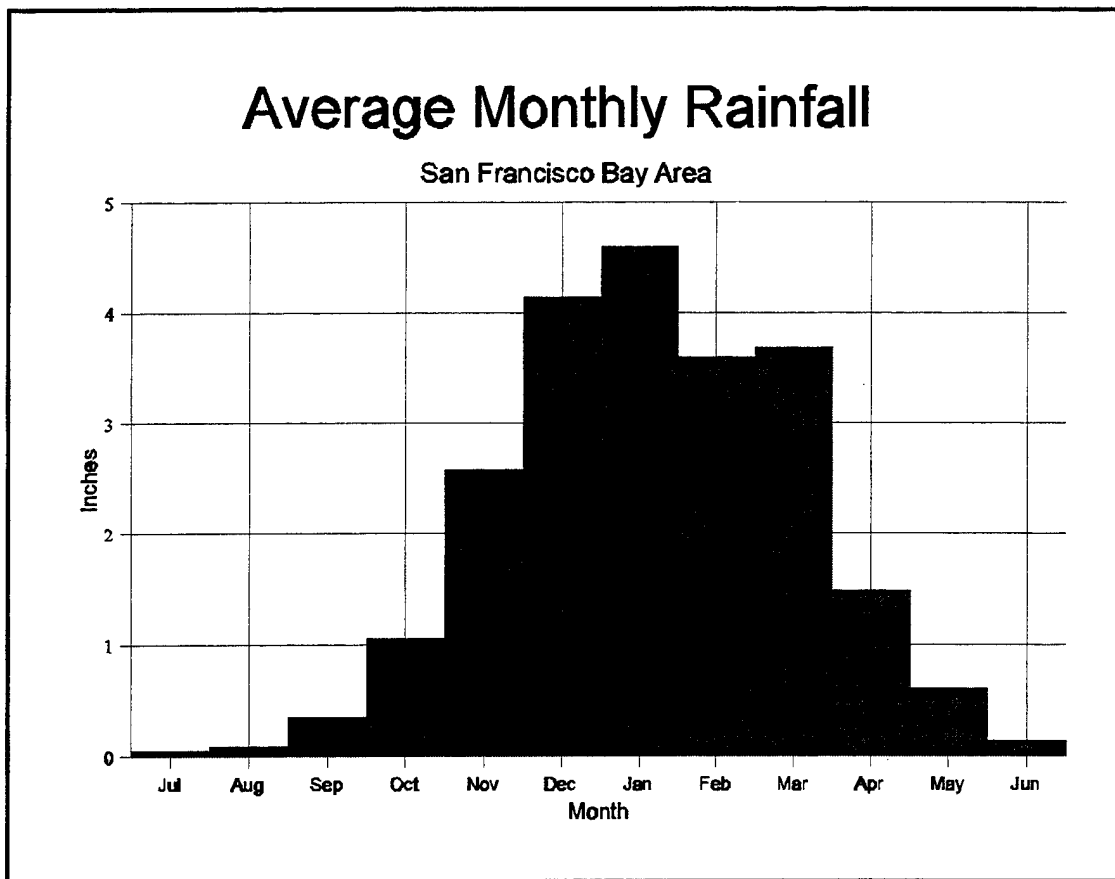 Average Monthly Rainfall
San Francisco Bay Area
5
4
3
2
1
0
Inches
Jul Aug Sep Oct Nov Dec Jan Feb Mar Apr May Jun
Month